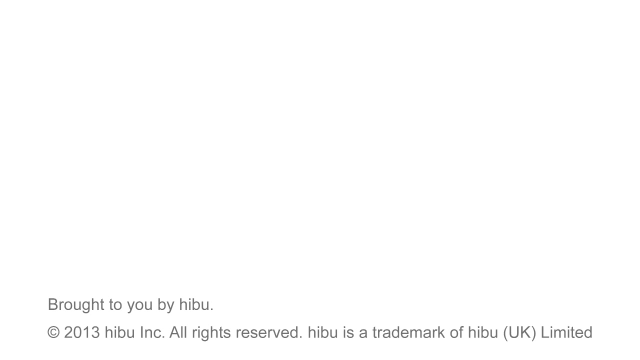 Brought to you by hibu.
© 2013 hibu Inc. All rights reserved. hibu is a trademark of hibu (UK) Limited